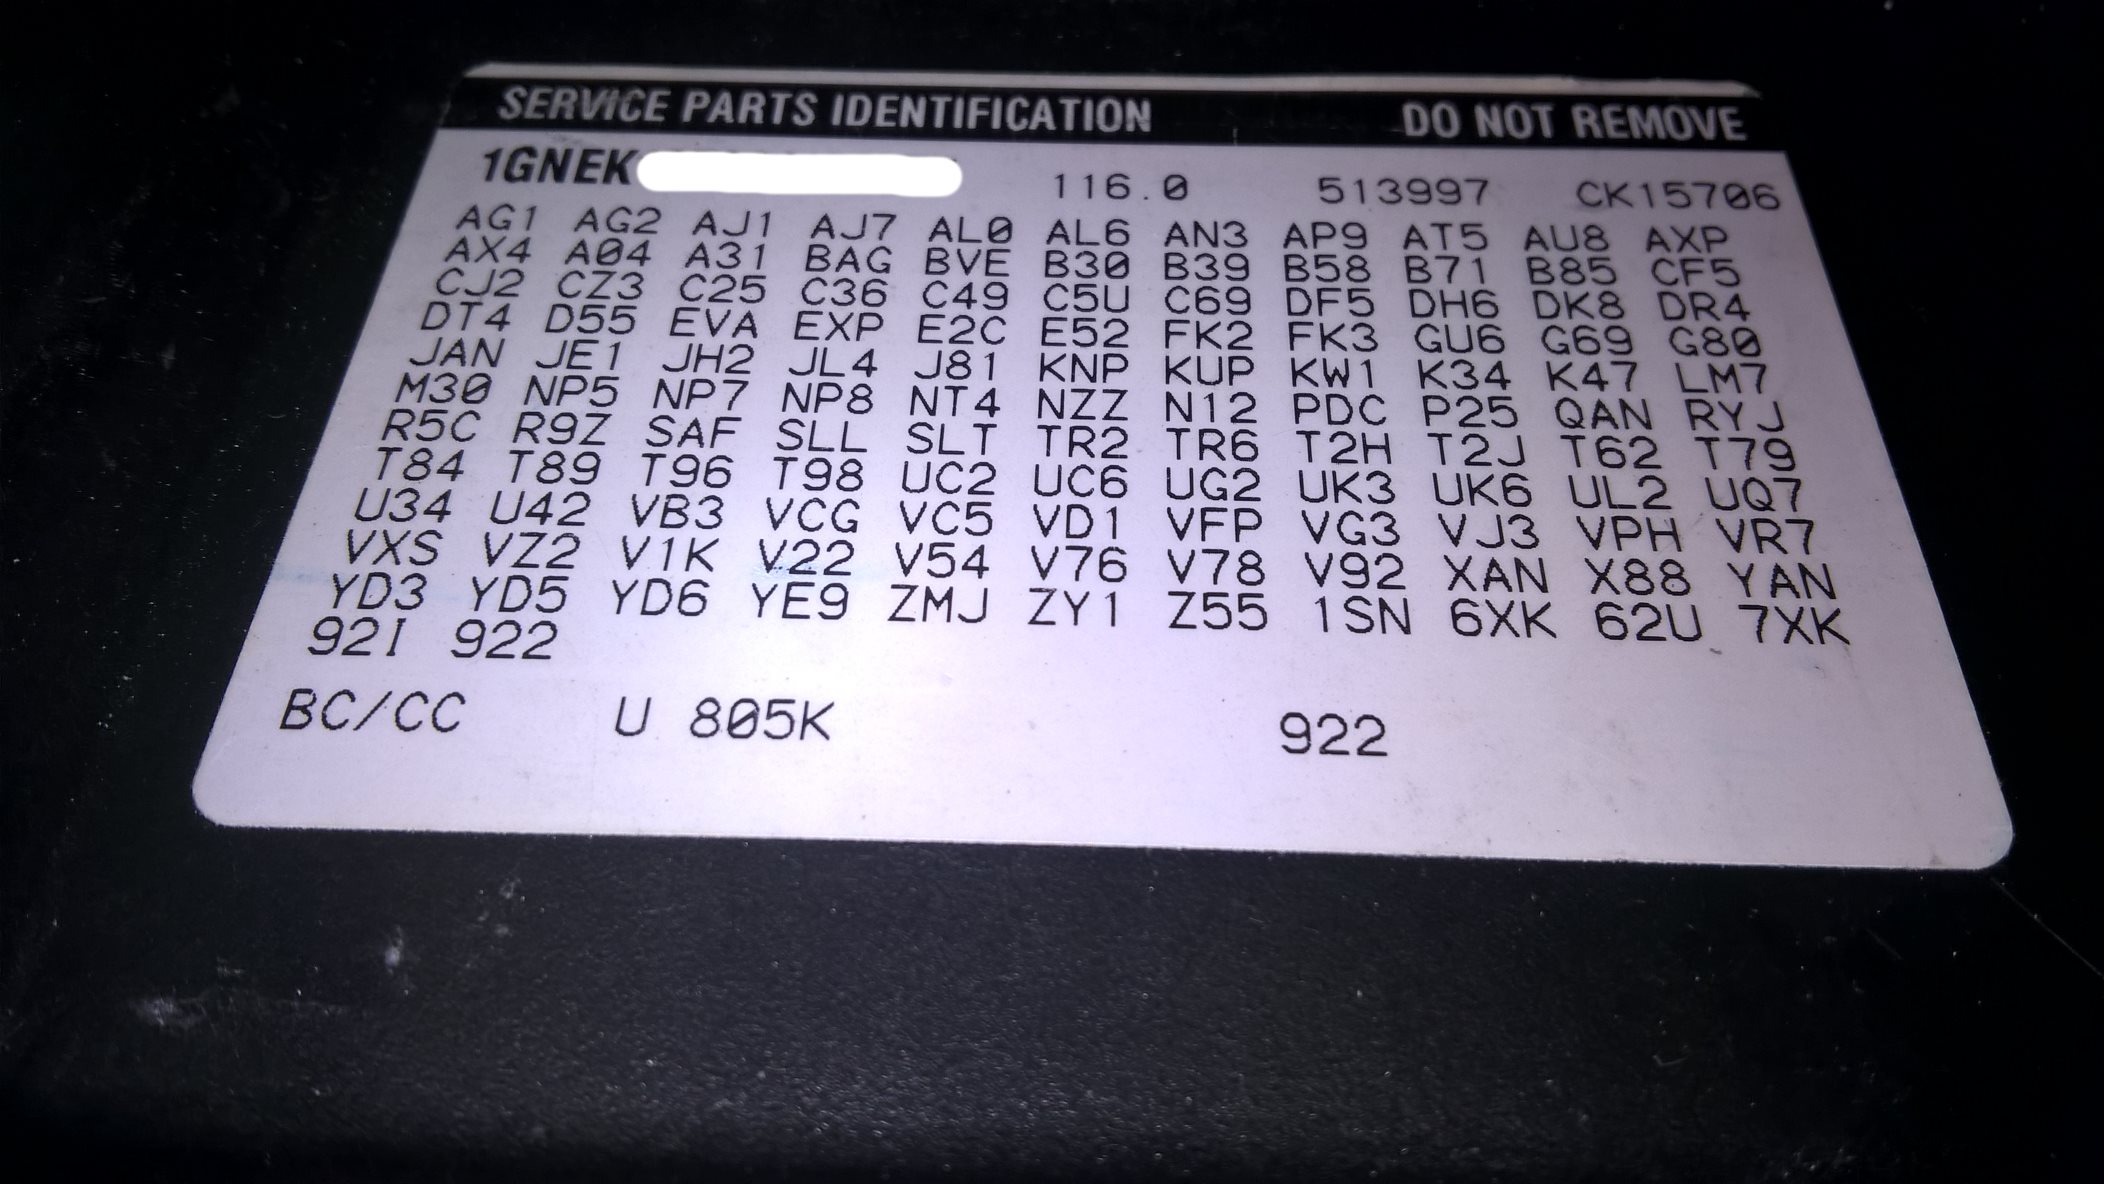 SERVICE PARTS IDENTIFICATION DO NOT REMOVE
1GNEK 116.0 513997 CK15706
AG1 AG2 AJ1 AJ7 AL0 AL6 AN3 AP9 AT5 AU8 AXP
AX4 A04 A31 BAG BVE B30 B39 B58 B71 B85 CF5
CJ2 CZ3 C25 C36 C49 C5U C69 DF5 DH6 DK8 DR4
DT4 D55 EVA EXP E2C E52 FK2 FK3 GU6 G69 G80
JAN JE1 JH2 JL4 J81 KNP KUP KW1 K34 K47 LM7
M30 NP5 NP7 NP8 NT4 NZZ N12 PDC P25 QAN RYJ
R5C R9Z SAF SLL SLT TR2 TR6 T2H T2J T62 T79
T84 T89 T96 T98 UC2 UC6 UG2 UK3 UK6 UL2 UQ7
U34 U42 VB3 VCG VC5 VD1 VFP VG3 VJ3 VPH VR7
VXS VZ2 V1K V22 V54 V76 V78 V92 XAN X88 YAN
YD3 YD5 YD6 YE9 ZMJ ZY1 Z55 1SN 6XK 62U 7XK
92I 922
BC/CC U 805K 922